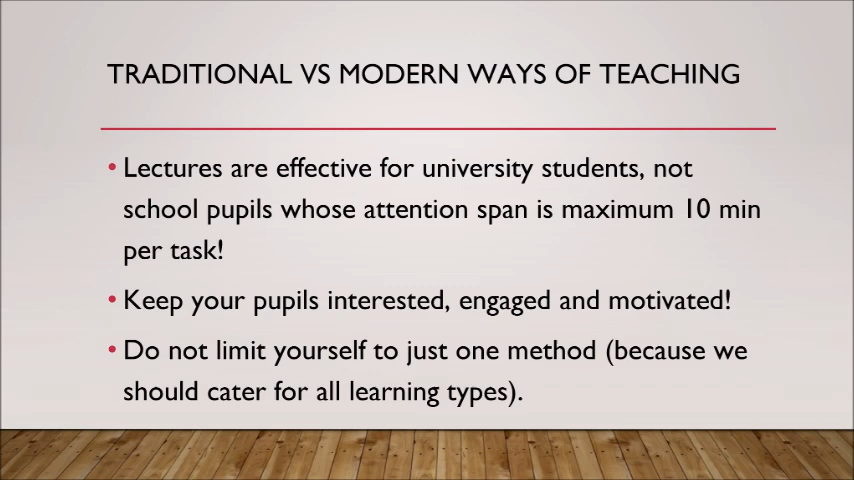 TRADITIONAL VS MODERN WAYS OF TEACHING
• Lectures are effective for university students, not
school pupils whose attention span is maximum 10 min
per task!
• Keep your pupils interested, engaged and motivated!
• Do not limit yourself to just one method (because we
should cater for all learning types).